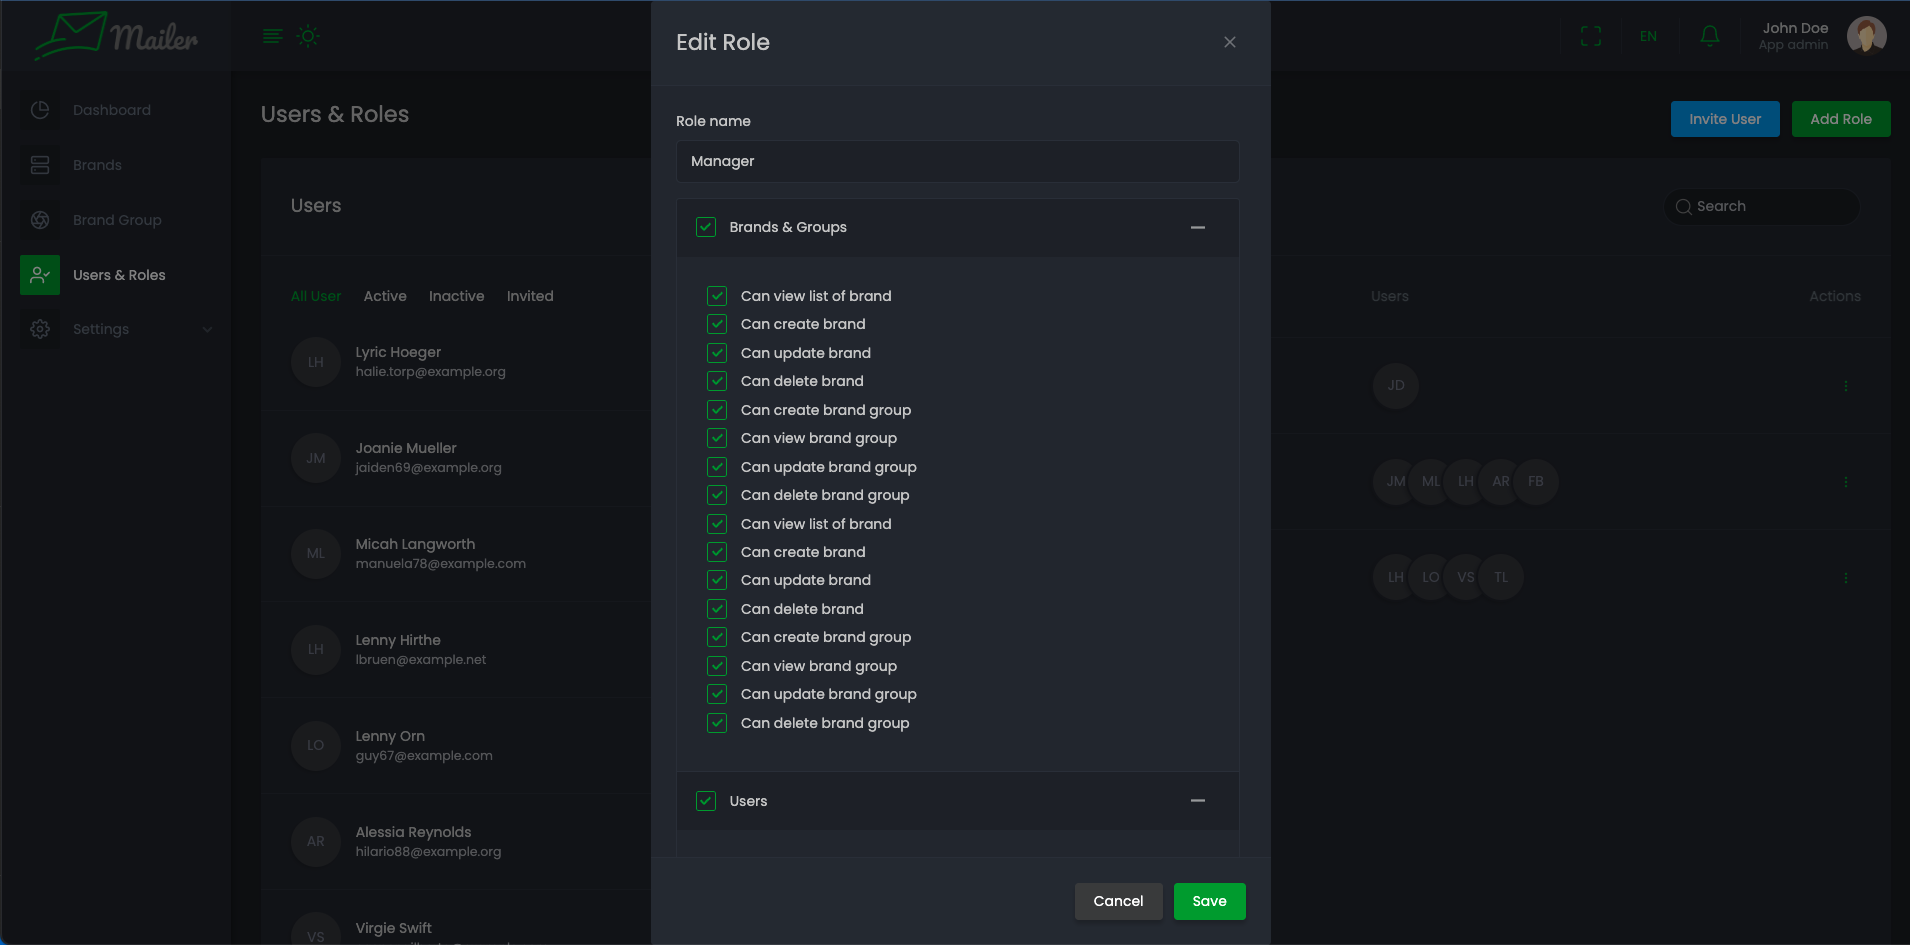 Mailer
EN
John Doe
App admin
Dashboard
Brands
Brand Group
Users & Roles
Settings
Users & Roles
Invite User
Add Role
Users
Search
All User
Active
Inactive
Invited
Users
Actions
LH
Lyric Hoeger
halie.torp@example.org
JM
Joanie Mueller
jaiden69@example.org
ML
Micah Langworth
manuela78@example.com
LH
Lenny Hirthe
lbruen@example.net
LO
Lenny Orn
guy67@example.com
AR
Alessia Reynolds
hilario88@example.org
VS
Virgie Swift
JD
JM ML LH AR FB
LH LO VS TL
Edit Role
Role name
Manager
Brands & Groups
Can view list of brand
Can create brand
Can update brand
Can delete brand
Can create brand group
Can view brand group
Can update brand group
Can delete brand group
Can view list of brand
Can create brand
Can update brand
Can delete brand
Can create brand group
Can view brand group
Can update brand group
Can delete brand group
Users
Cancel
Save